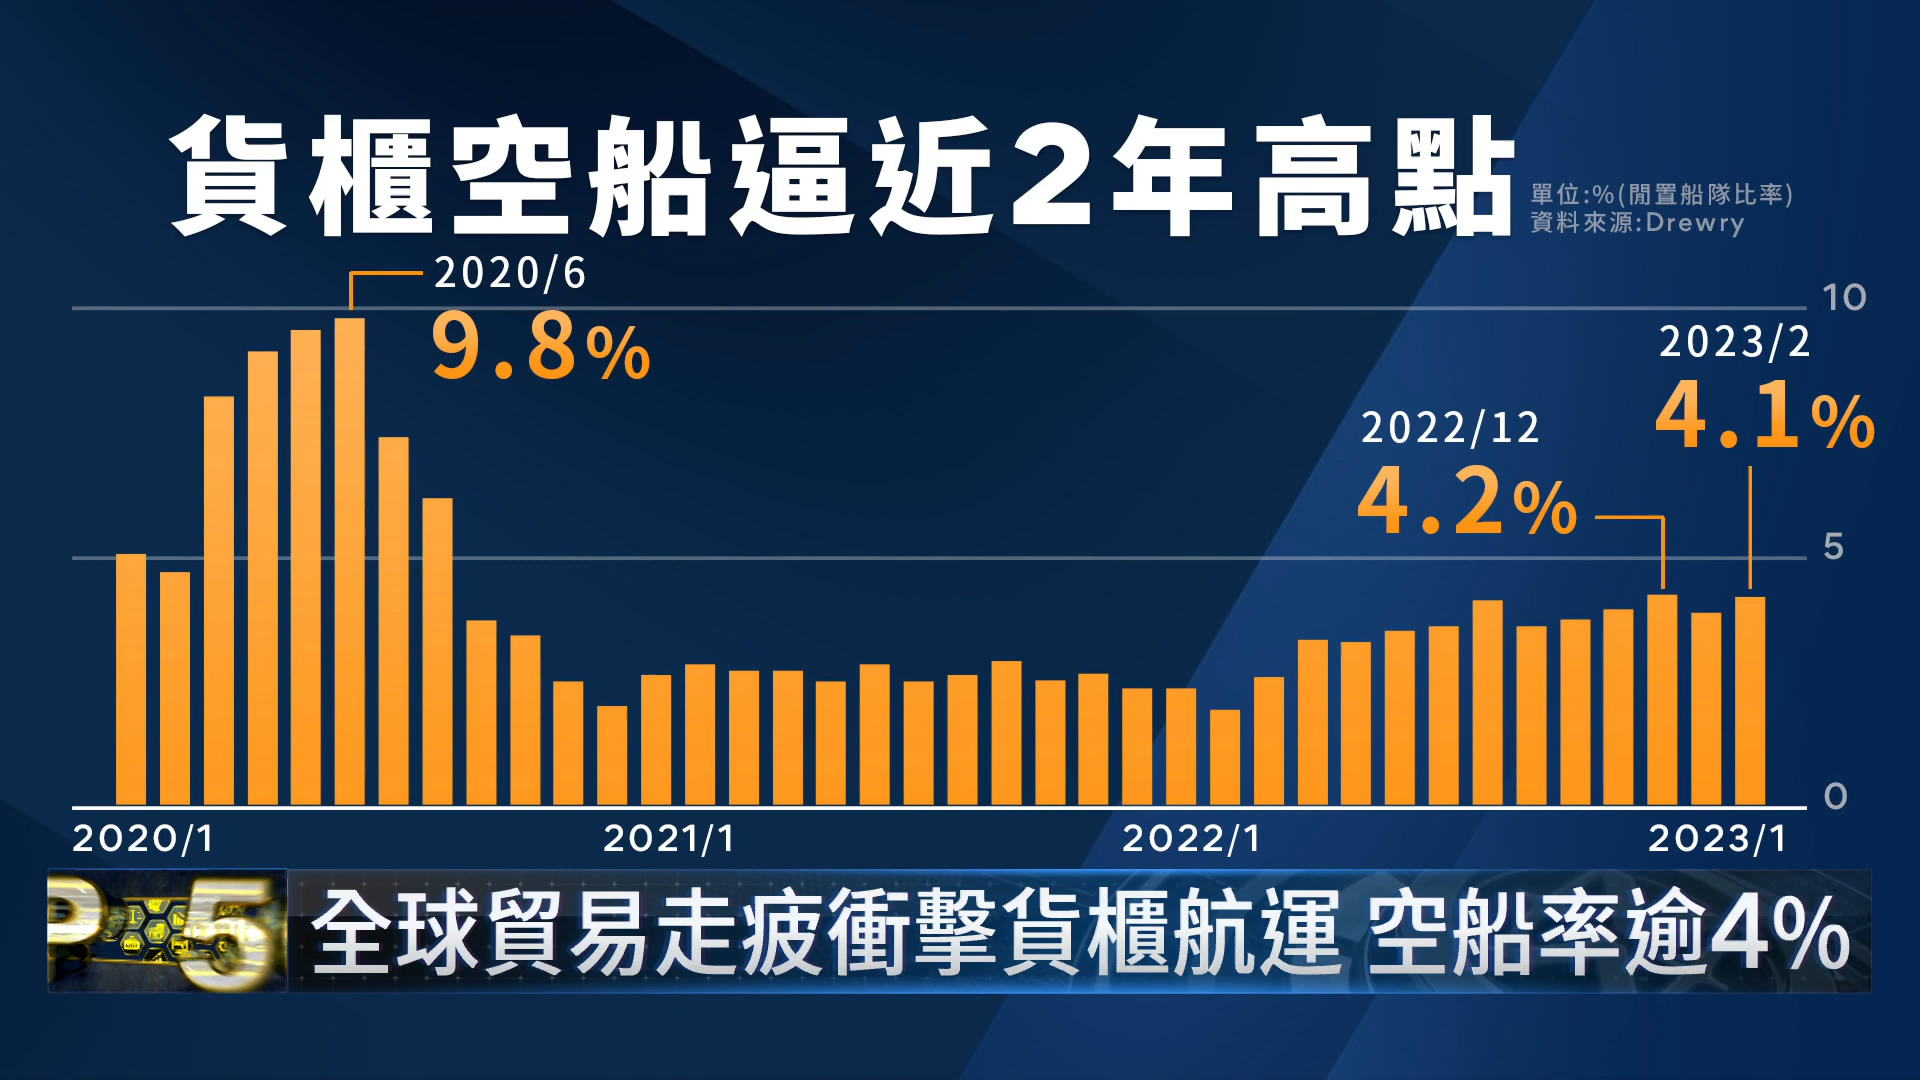 貨櫃空船逼近2年高點
單位:%(閒置船隊比率)
資料來源:Drewry
2020/6
9.8%
10
2023/2
4.1%
2022/12
4.2%
5
0
2020/1
2021/1
2022/1
2023/1
P 5
全球貿易走疲衝擊貨櫃航運 空船率逾4%